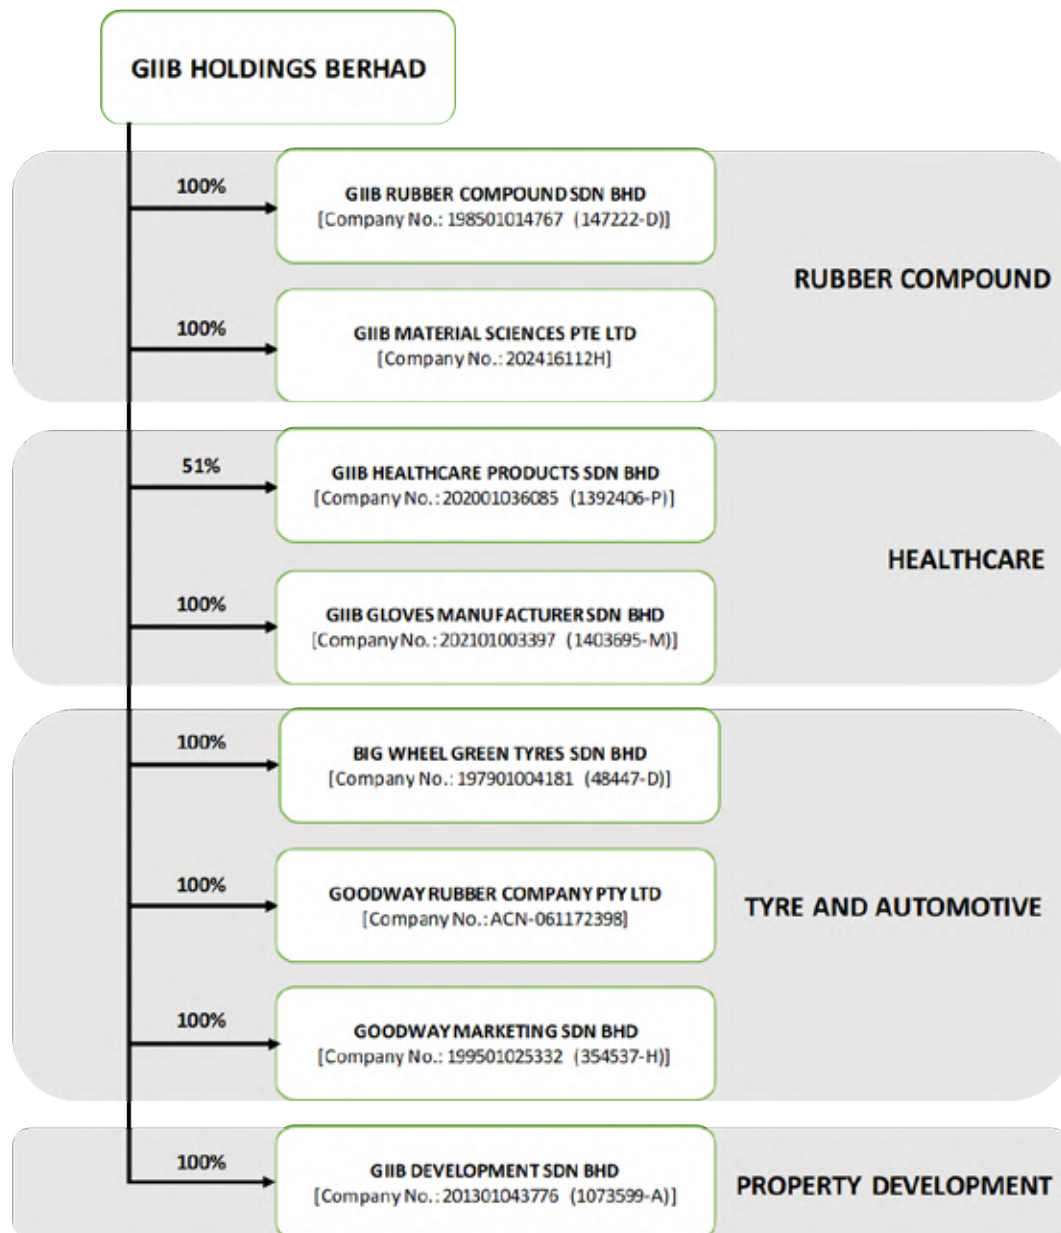 GIIB HOLDINGS BERHAD
100%
GIIB RUBBER COMPOUND SDN BHD
[Company No.: 198501014767 (147222-D)]
RUBBER COMPOUND
100%
GIIB MATERIAL SCIENCES PTE LTD
[Company No.: 202416112H]
51%
GIIB HEALTHCARE PRODUCTS SDN BHD
[Company No.: 202001036085 (1392406-P)]
HEALTHCARE
100%
GIIB GLOVES MANUFACTURER SDN BHD
[Company No.: 202101003397 (1403695-M)]
100%
BIG WHEEL GREEN TYRES SDN BHD
[Company No.: 197901004181 (48447-D)]
100%
GOODWAY RUBBER COMPANY PTY LTD
[Company No.: ACN-061172398]
TYRE AND AUTOMOTIVE
100%
GOODWAY MARKETING SDN BHD
[Company No.: 199501025332 (354537-H)]
100%
GIIB DEVELOPMENT SDN BHD
[Company No.: 201301043776 (1073599-A)]
PROPERTY DEVELOPMENT